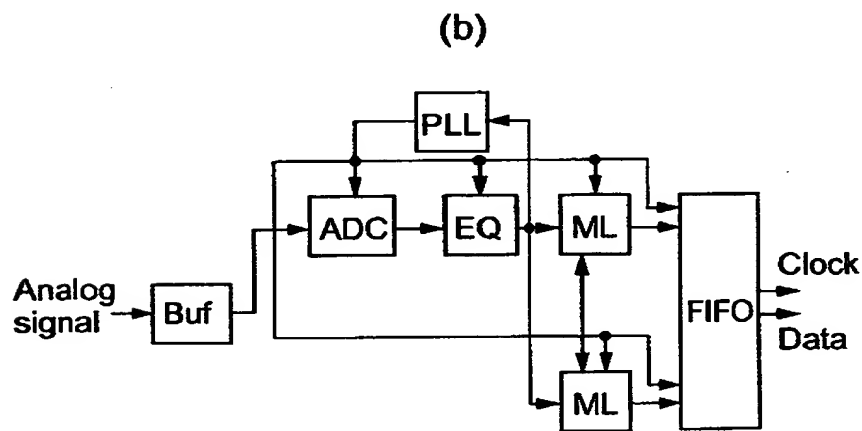 (b)
PLL
ADC
EQ
ML
Analog
signal
Buf
FIFO
Clock
Data
ML